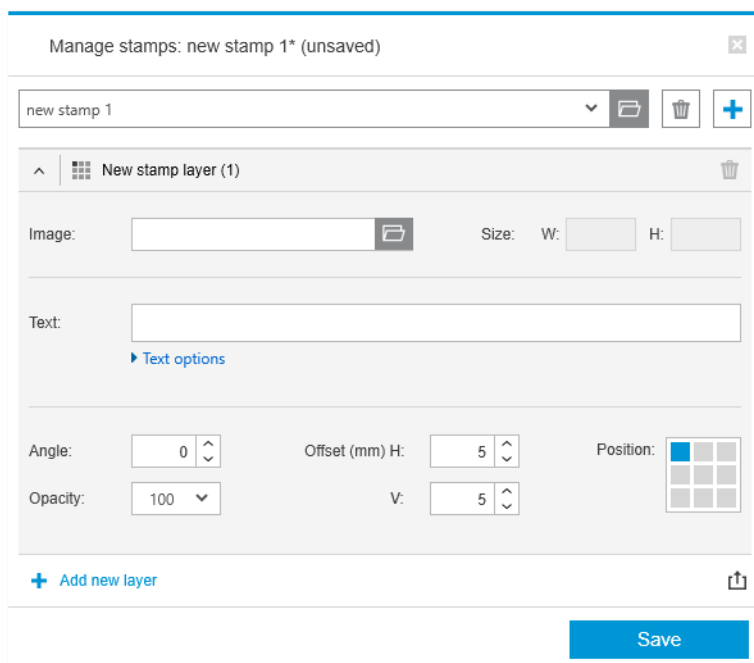 Manage stamps: new stamp 1* (unsaved)
new stamp 1
New stamp layer (1)
Image:
Size: W: H:
Text:
Text options
Angle: 0 Offset (mm) H: 5 Position:
Opacity: 100 V: 5
Add new layer
Save